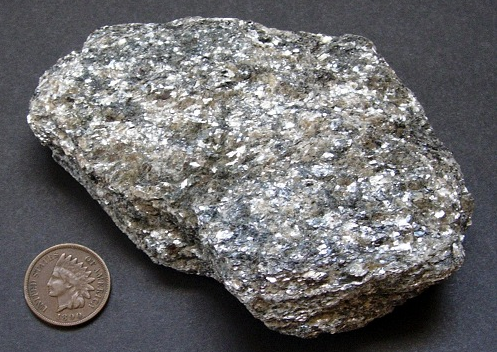 UNITED STATES OF AMERICA